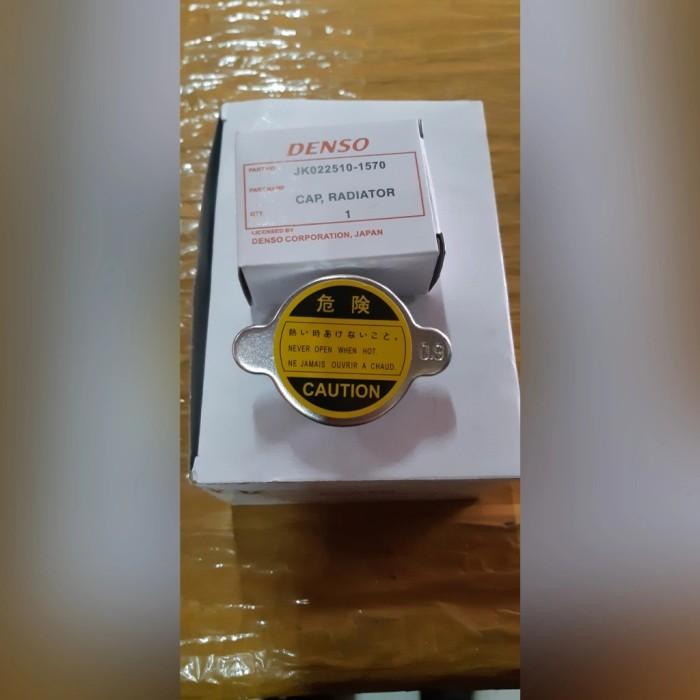 DENSO
PART NO. JK022510-1570
PART NAME CAP, RADIATOR
QTY 1
LICENSED BY
DENSO CORPORATION, JAPAN
危険
熱い時あけないこと。
NEVER OPEN WHEN HOT
NE JAMAIS OUVRIR A CHAUD
CAUTION
0.9